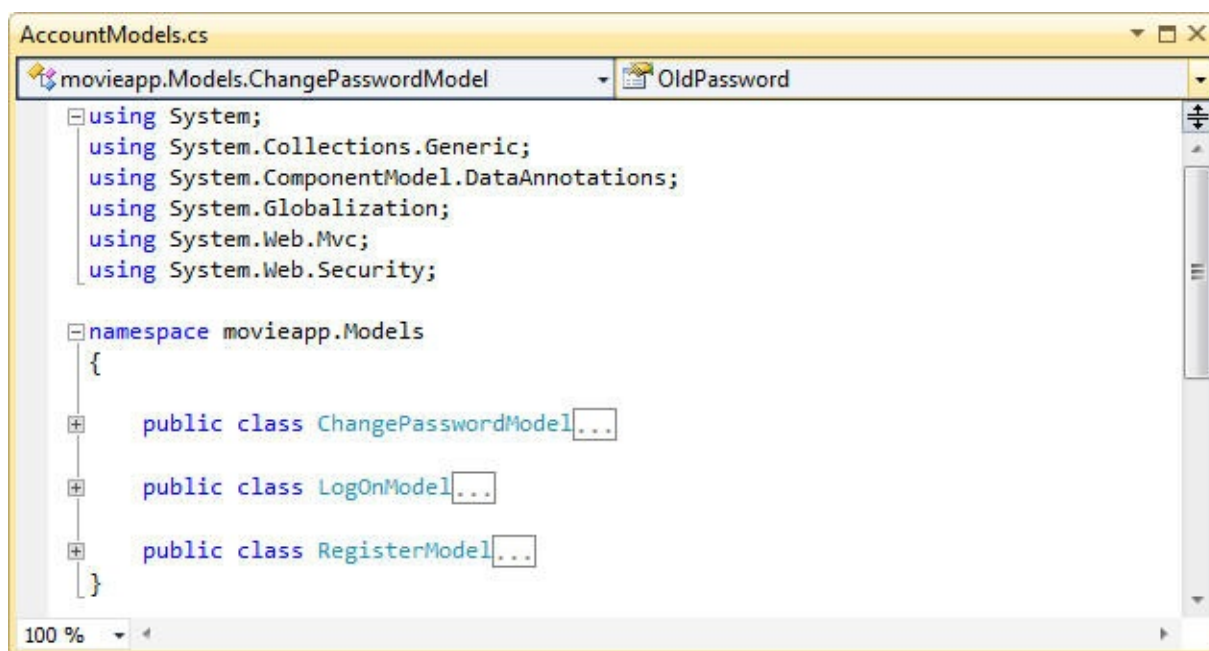 AccountModels.cs
movieapp.Models.ChangePasswordModel OldPassword
using System;
using System.Collections.Generic;
using System.ComponentModel.DataAnnotations;
using System.Globalization;
using System.Web.Mvc;
using System.Web.Security;
namespace movieapp.Models
{
public class ChangePasswordModel...
public class LogOnModel...
public class RegisterModel...
}
100 %